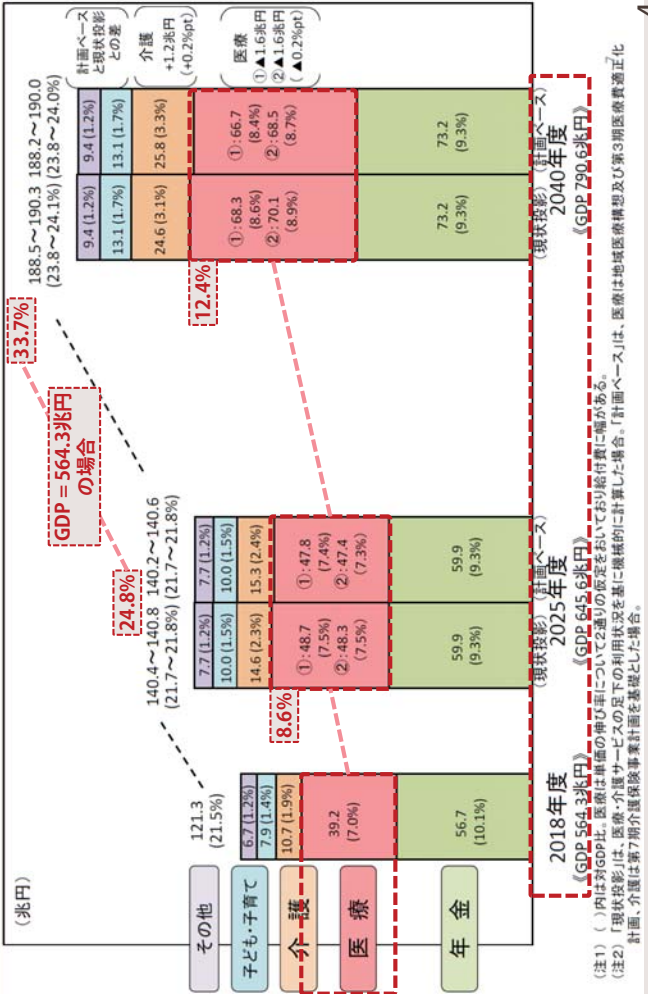 (兆円)
33.7%
GDP = 564.3兆円
の場合
24.8%
188.5～190.3
(23.8～24.1%)
188.2～190.0
(23.8～24.0%)
140.4～140.8
(21.7～21.8%)
140.2～140.6
(21.7～21.8%)
121.3
(21.5%)
計画ベース
と現状投影
との差
介護
+1.2兆円
(+0.2%pt)
医療
①▲1.6兆円
②▲1.6兆円
(▲0.2%pt)
その他
6.7 (1.2%)
7.7 (1.2%)
7.7 (1.2%)
9.4 (1.2%)
9.4 (1.2%)
子ども・子育て
7.9 (1.4%)
10.0 (1.5%)
10.0 (1.5%)
13.1 (1.7%)
13.1 (1.7%)
介 護
10.7 (1.9%)
14.6 (2.3%)
15.3 (2.4%)
24.6 (3.1%)
25.8 (3.3%)
8.6%
12.4%
医 療
39.2
(7.0%)
①:48.7
(7.5%)
②:48.3
(7.5%)
①:47.8
(7.4%)
②:47.4
(7.3%)
①:68.3
(8.6%)
②:70.1
(8.9%)
①:66.7
(8.4%)
②:68.5
(8.7%)
年 金
56.7
(10.1%)
59.9
(9.3%)
59.9
(9.3%)
73.2
(9.3%)
73.2
(9.3%)
(現状投影)
(計画ベース)
(現状投影)
(計画ベース)
2018年度
《GDP 564.3兆円》
2025年度
《GDP 645.6兆円》
2040年度
《GDP 790.6兆円》
(注1) ( )内は対GDP比。医療は単価の伸び率について2通りの仮定をおいており給付費に幅がある。
(注2) 「現状投影」は、医療・介護サービスの足下の利用状況を基に機械的に計算した場合。「計画ベース」は、医療は地域医療構想及び第3期医療費適正化
計画、介護は第7期介護保険事業計画を基礎とした場合。